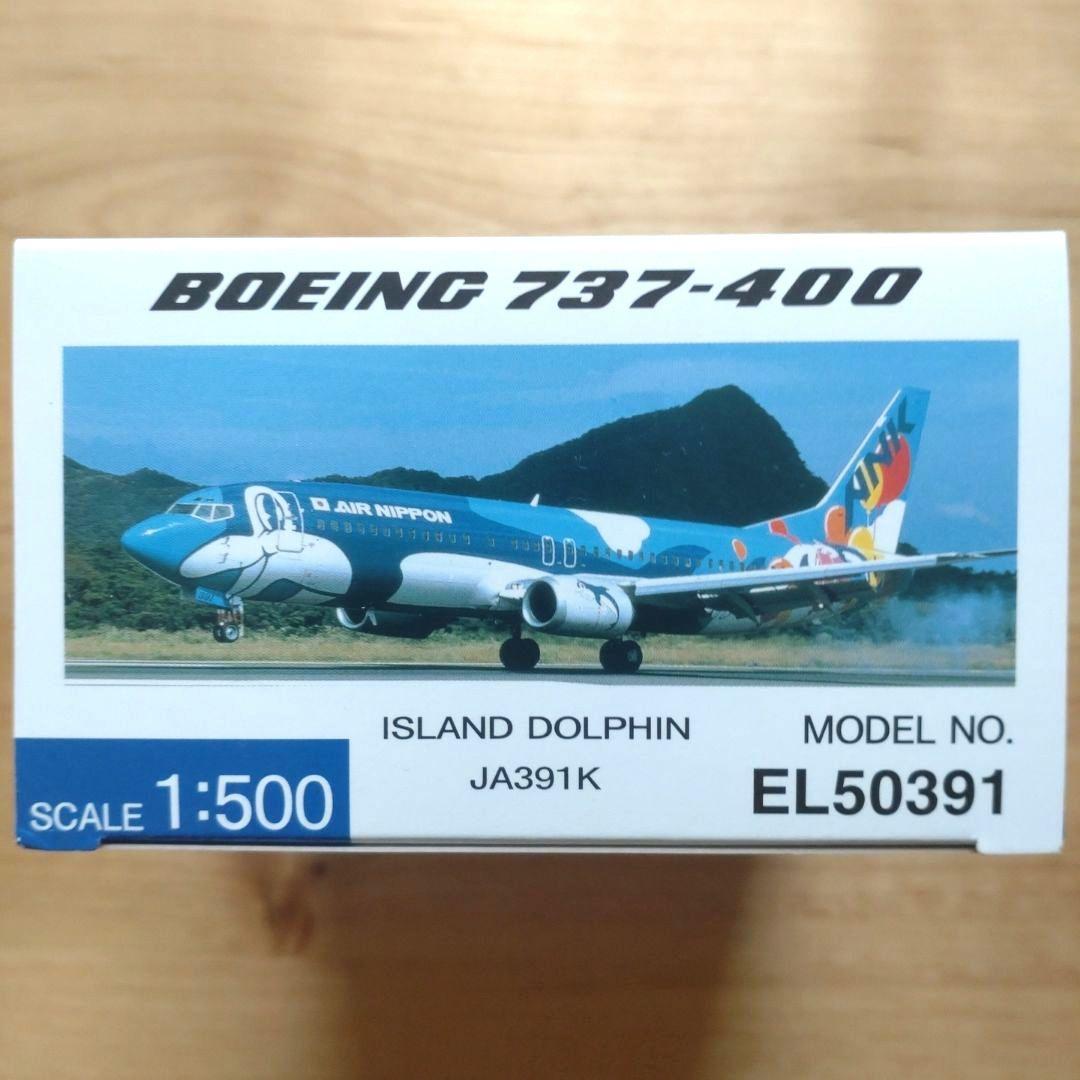 BOEING 737-400
AIR NIPPON
ANK
ISLAND DOLPHIN
JA391K
MODEL NO.
EL50391
SCALE 1:500